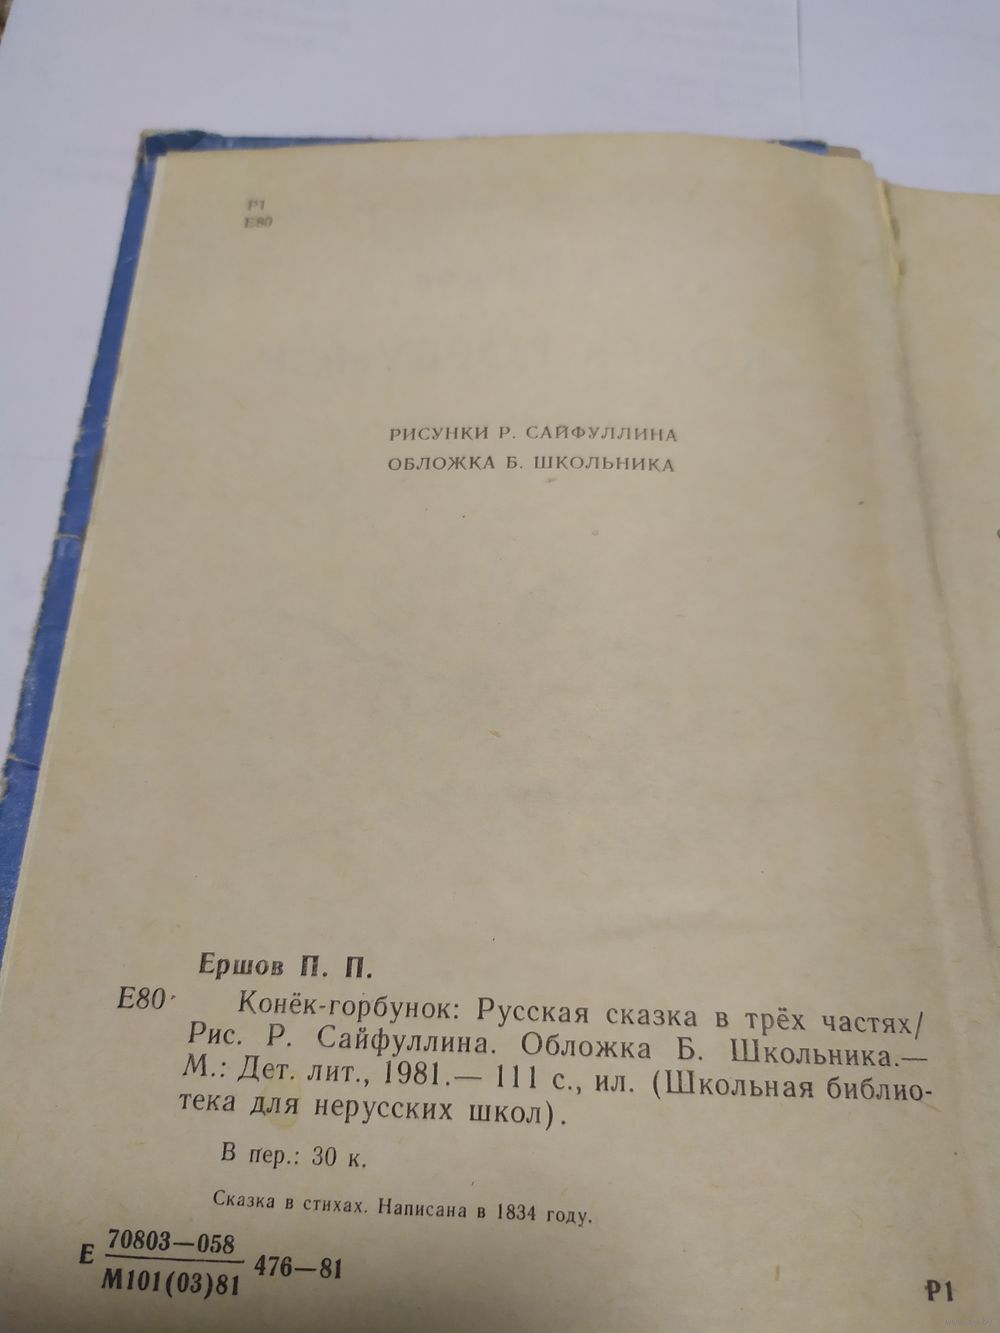 Р1
Е80
РИСУНКИ Р. САЙФУЛЛИНА
ОБЛОЖКА Б. ШКОЛЬНИКА
Ершов П. П.
Е80 Конёк-горбунок: Русская сказка в трёх частях/
Рис. Р. Сайфуллина. Обложка Б. Школьника.—
М.: Дет. лит., 1981.— 111 с., ил. (Школьная библио-
тека для нерусских школ).
В пер.: 30 к.
Сказка в стихах. Написана в 1834 году.
Е 70803—058
М101(03)81 476—81
Р1